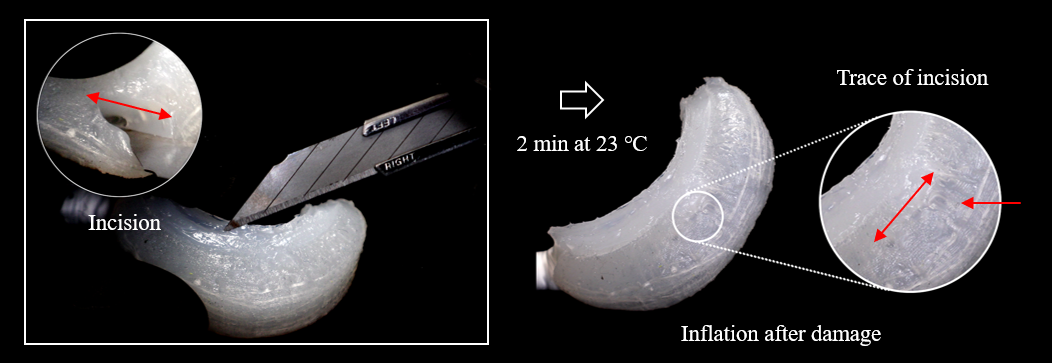 LEFT
RIGHT
Incision
2 min at 23 ℃
Trace of incision
Inflation after damage